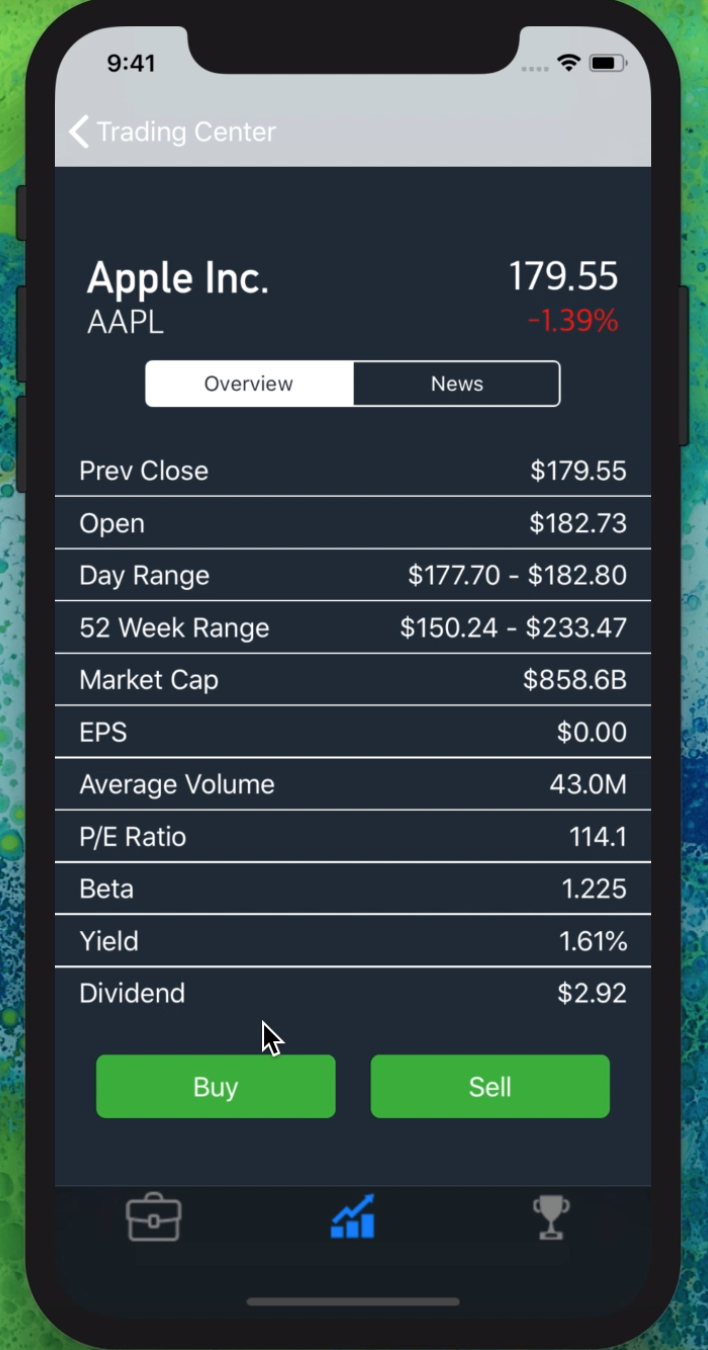 9:41
Trading Center
Apple Inc. 179.55
AAPL -1.39%
Overview News
Prev Close $179.55
Open $182.73
Day Range $177.70 - $182.80
52 Week Range $150.24 - $233.47
Market Cap $858.6B
EPS $0.00
Average Volume 43.0M
P/E Ratio 114.1
Beta 1.225
Yield 1.61%
Dividend $2.92
Buy Sell